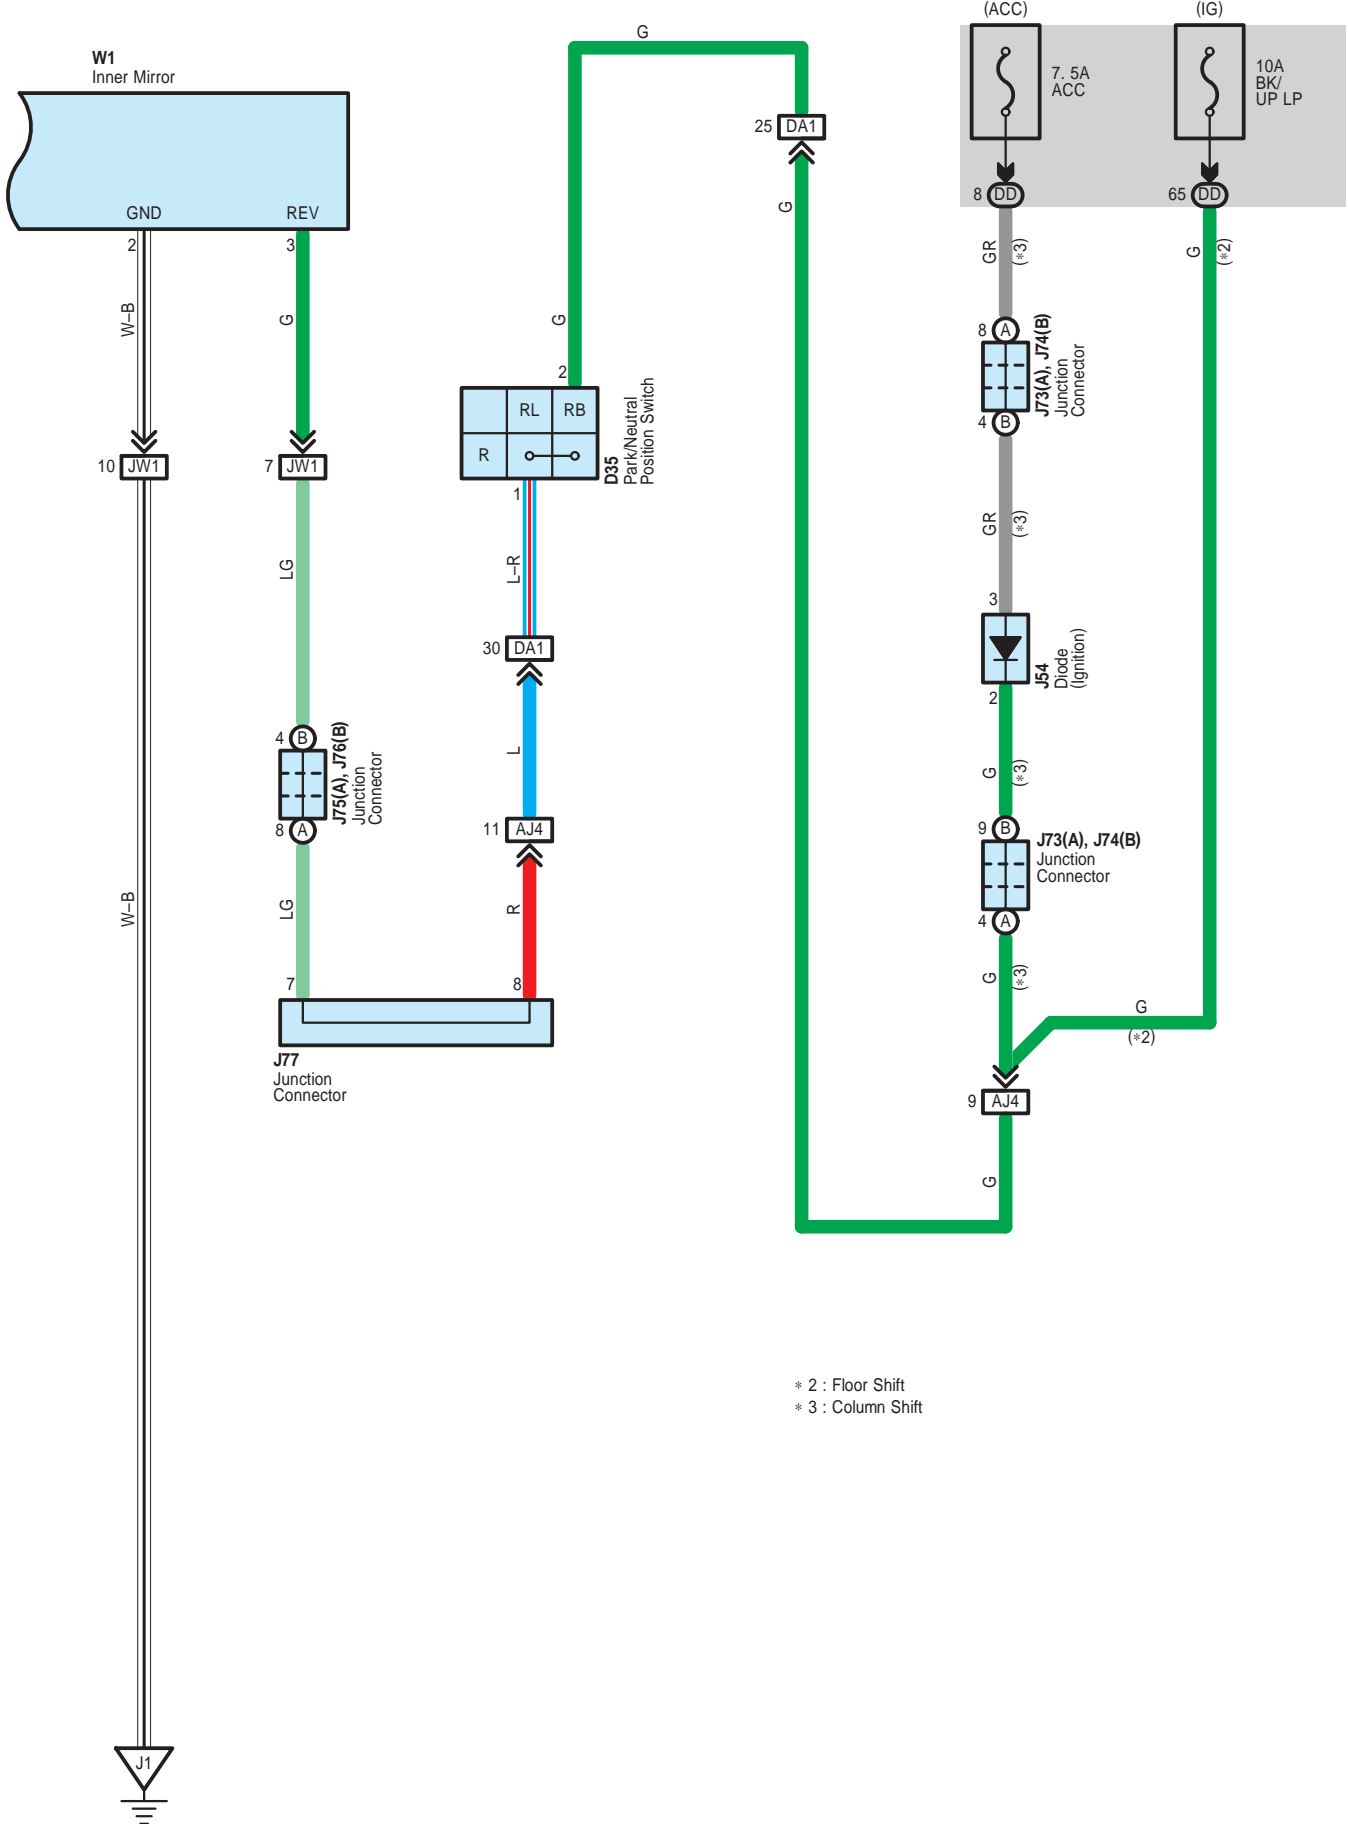 (ACC)
(IG)
W1
Inner Mirror
GND
REV
2
3
W–B
G
10
JW1
7
JW1
LG
4
B
J75(A), J76(B)
Junction
Connector
8
A
LG
W–B
7
8
J77
Junction
Connector
J1
G
G
2
RL
RB
R
D35
Park/Neutral
Position Switch
1
L–R
30
DA1
L
11
AJ4
R
25
DA1
G
7. 5A
ACC
10A
BK/
UP LP
8
DD
65
DD
GR
(*3)
G
(*2)
8
A
J73(A), J74(B)
Junction
Connector
4
B
GR
(*3)
3
J54
Diode
(Ignition)
2
G
(*3)
9
B
J73(A), J74(B)
Junction
Connector
4
A
G
(*3)
G
(*2)
9
AJ4
G
* 2 : Floor Shift
* 3 : Column Shift